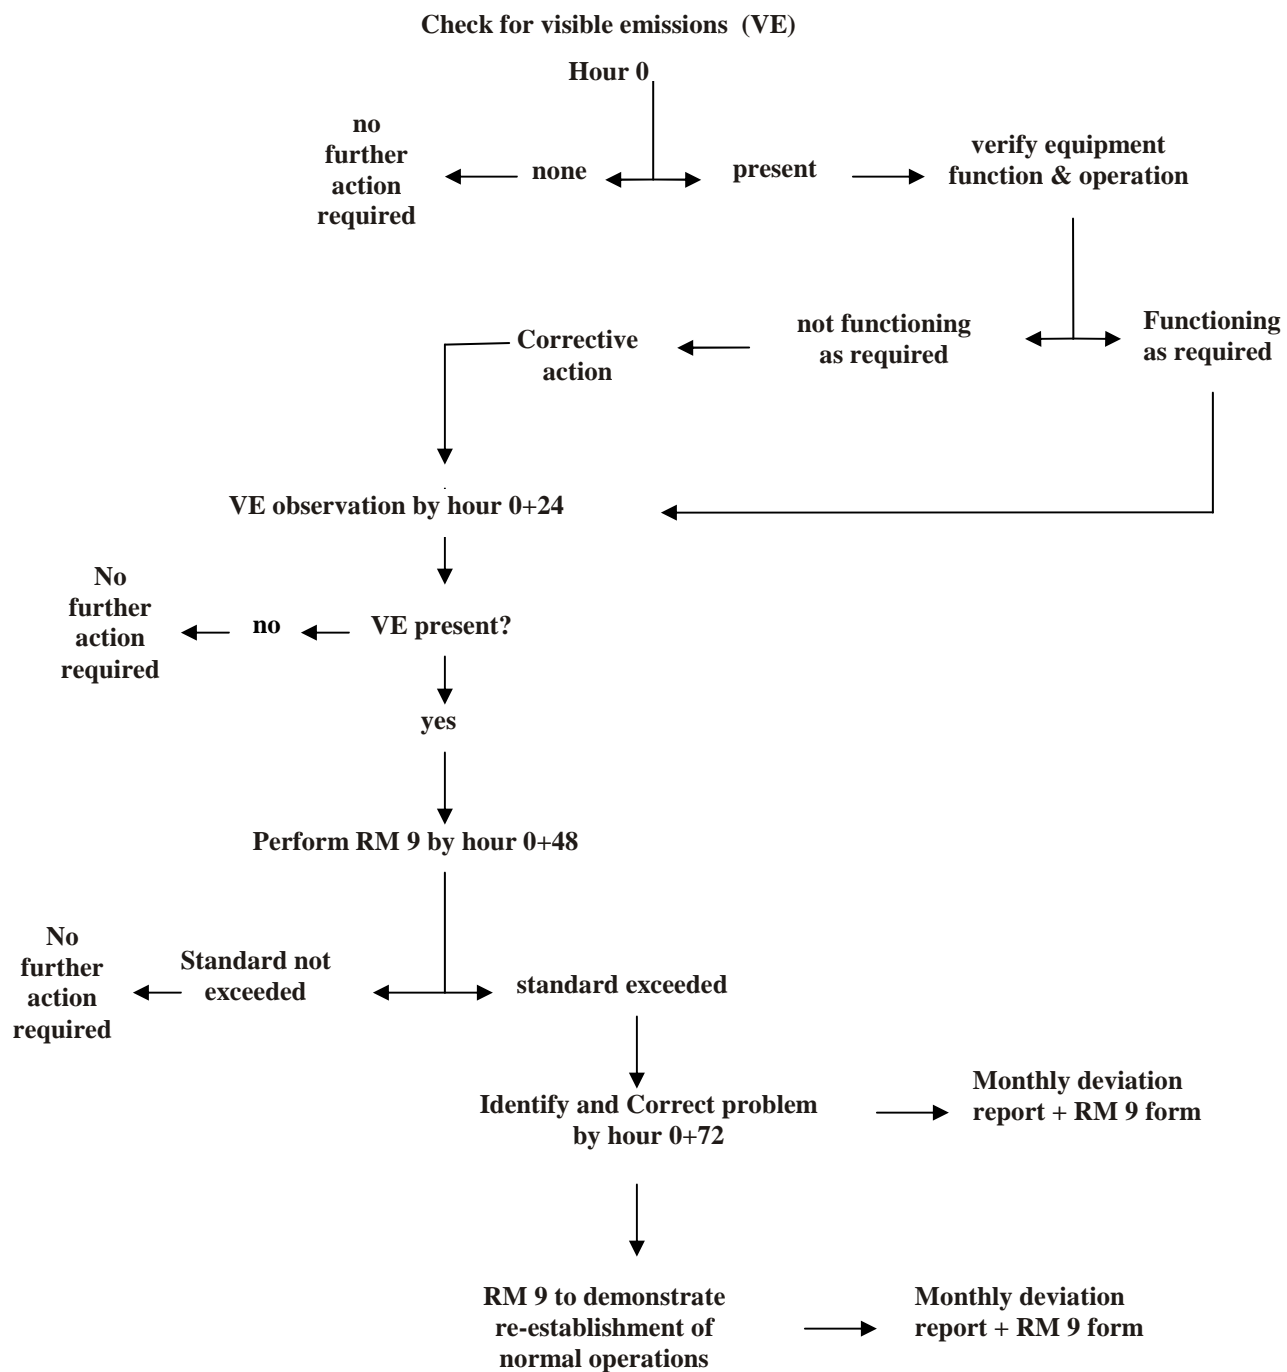 Check for visible emissions (VE)
Hour 0
no
further
action
required
none
present
verify equipment
function & operation
Corrective
action
not functioning
as required
Functioning
as required
VE observation by hour 0+24
No
further
action
required
no
VE present?
yes
Perform RM 9 by hour 0+48
No
further
action
required
Standard not
exceeded
standard exceeded
Identify and Correct problem
by hour 0+72
Monthly deviation
report + RM 9 form
RM 9 to demonstrate
re-establishment of
normal operations
Monthly deviation
report + RM 9 form